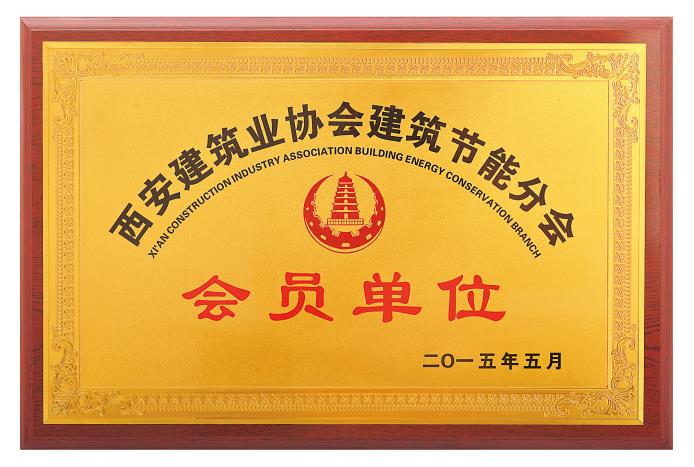 西安建筑业协会建筑节能分会
XI'AN CONSTRUCTION INDUSTRY ASSOCIATION BUILDING ENERGY CONSERVATION BRANCH
会员单位
二〇一五年五月